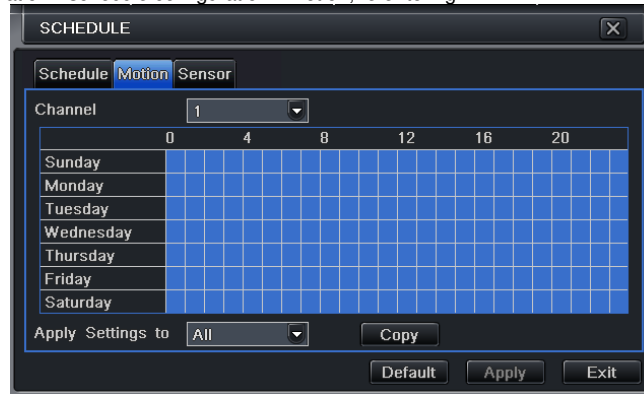 SCHEDULE
Schedule Motion Sensor
Channel 1
0 4 8 12 16 20
Sunday
Monday
Tuesday
Wednesday
Thursday
Friday
Saturday
Apply Settings to All Copy
Default Apply Exit